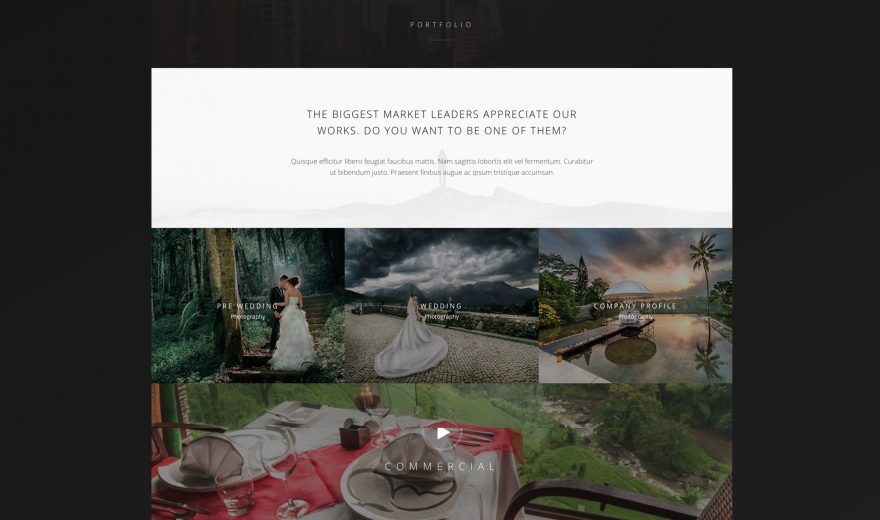 PORTFOLIO
THE BIGGEST MARKET LEADERS APPRECIATE OUR
WORKS. DO YOU WANT TO BE ONE OF THEM?
Quisque efficitur libero feugiat faucibus mattis. Nam sagittis lobortis elit vel fermentum. Curabitur
ut bibendum justo. Praesent finibus augue ac ipsum tristique accumsan.
PRE WEDDING
Photography
WEDDING
Photography
COMPANY PROFILE
Photography
COMMERCIAL